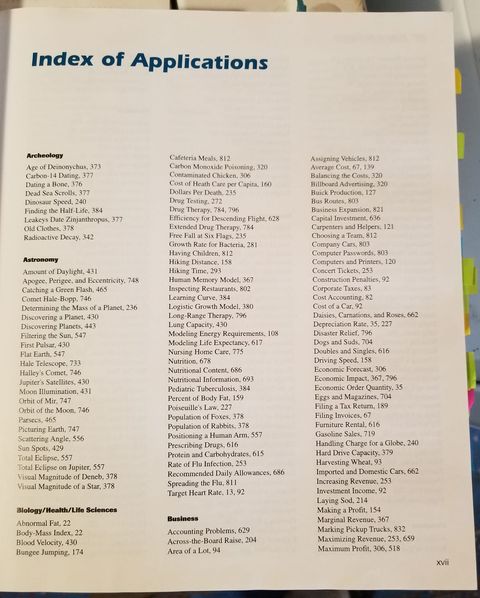 Index of Applications
Archeology
Age of Deinonychus, 373
Carbon-14 Dating, 377
Dating a Bone, 376
Dead Sea Scrolls, 377
Dinosaur Speed, 240
Finding the Half-Life, 384
Leakeys Date Zinjanthropus, 377
Old Clothes, 378
Radioactive Decay, 342
Astronomy
Amount of Daylight, 431
Apogee, Perigee, and Eccentricity, 748
Catching a Green Flash, 465
Comet Hale-Bopp, 746
Determining the Mass of a Planet, 236
Discovering a Planet, 430
Discovering Planets, 443
Filtering the Sun, 547
First Pulsar, 430
Flat Earth, 547
Hale Telescope, 733
Halley's Comet, 746
Jupiter's Satellites, 430
Moon Illumination, 431
Orbit of Mir, 747
Orbit of the Moon, 746
Parsecs, 465
Picturing Earth, 747
Scattering Angle, 556
Sun Spots, 429
Total Eclipse, 557
Total Eclipse on Jupiter, 557
Visual Magnitude of Deneb, 378
Visual Magnitude of a Star, 378
Biology/Health/Life Sciences
Abnormal Fat, 22
Body-Mass Index, 22
Blood Velocity, 430
Bungee Jumping, 174
Cafeteria Meals, 812
Carbon Monoxide Poisoning, 320
Contaminated Chicken, 306
Cost of Heath Care per Capita, 160
Dollars Per Death, 235
Drug Testing, 272
Drug Therapy, 784, 796
Efficiency for Descending Flight, 628
Extended Drug Therapy, 784
Free Fall at Six Flags, 235
Growth Rate for Bacteria, 281
Having Children, 812
Hiking Distance, 158
Hiking Time, 293
Human Memory Model, 367
Inspecting Restaurants, 802
Learning Curve, 384
Logistic Growth Model, 380
Long-Range Therapy, 796
Lung Capacity, 430
Modeling Energy Requirements, 108
Modeling Life Expectancy, 617
Nursing Home Care, 775
Nutrition, 678
Nutritional Content, 686
Nutritional Information, 693
Pediatric Tuberculosis, 384
Percent of Body Fat, 159
Poiseuille's Law, 227
Population of Foxes, 378
Population of Rabbits, 378
Positioning a Human Arm, 557
Prescribing Drugs, 616
Protein and Carbohydrates, 615
Rate of Flu Infection, 253
Recommended Daily Allowances, 686
Spreading the Flu, 811
Target Heart Rate, 13, 92
Business
Accounting Problems, 629
Across-the-Board Raise, 204
Area of a Lot, 94
Assigning Vehicles, 812
Average Cost, 67, 139
Balancing the Costs, 320
Billboard Advertising, 320
Buick Production, 127
Bus Routes, 803
Business Expansion, 821
Capital Investment, 636
Carpenters and Helpers, 121
Choosing a Team, 812
Company Cars, 803
Computer Passwords, 803
Computers and Printers, 120
Concert Tickets, 253
Construction Penalties, 92
Corporate Taxes, 83
Cost Accounting, 82
Cost of a Car, 92
Daisies, Carnations, and Roses, 662
Depreciation Rate, 35, 227
Disaster Relief, 796
Dogs and Suds, 704
Doubles and Singles, 616
Driving Speed, 158
Economic Forecast, 306
Economic Impact, 367, 796
Economic Order Quantity, 35
Eggs and Magazines, 704
Filing a Tax Return, 189
Filing Invoices, 67
Furniture Rental, 616
Gasoline Sales, 719
Handling Charge for a Globe, 240
Hard Drive Capacity, 379
Harvesting Wheat, 93
Imported and Domestic Cars, 662
Increasing Revenue, 253
Investment Income, 92
Laying Sod, 214
Making a Profit, 154
Marginal Revenue, 367
Marking Pickup Trucks, 832
Maximizing Revenue, 253, 659
Maximum Profit, 306, 518
xvii